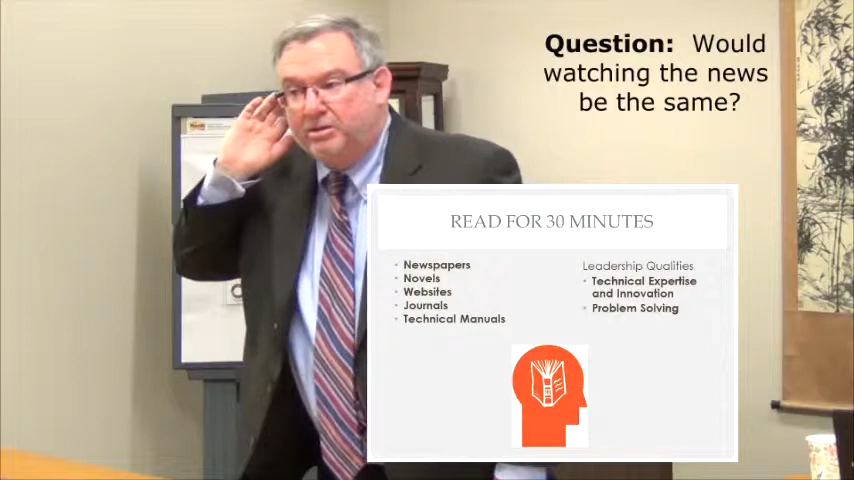 Question: Would
watching the news
be the same?
READ FOR 30 MINUTES
• Newspapers
• Novels
• Websites
• Journals
• Technical Manuals
Leadership Qualities
• Technical Expertise
and Innovation
• Problem Solving